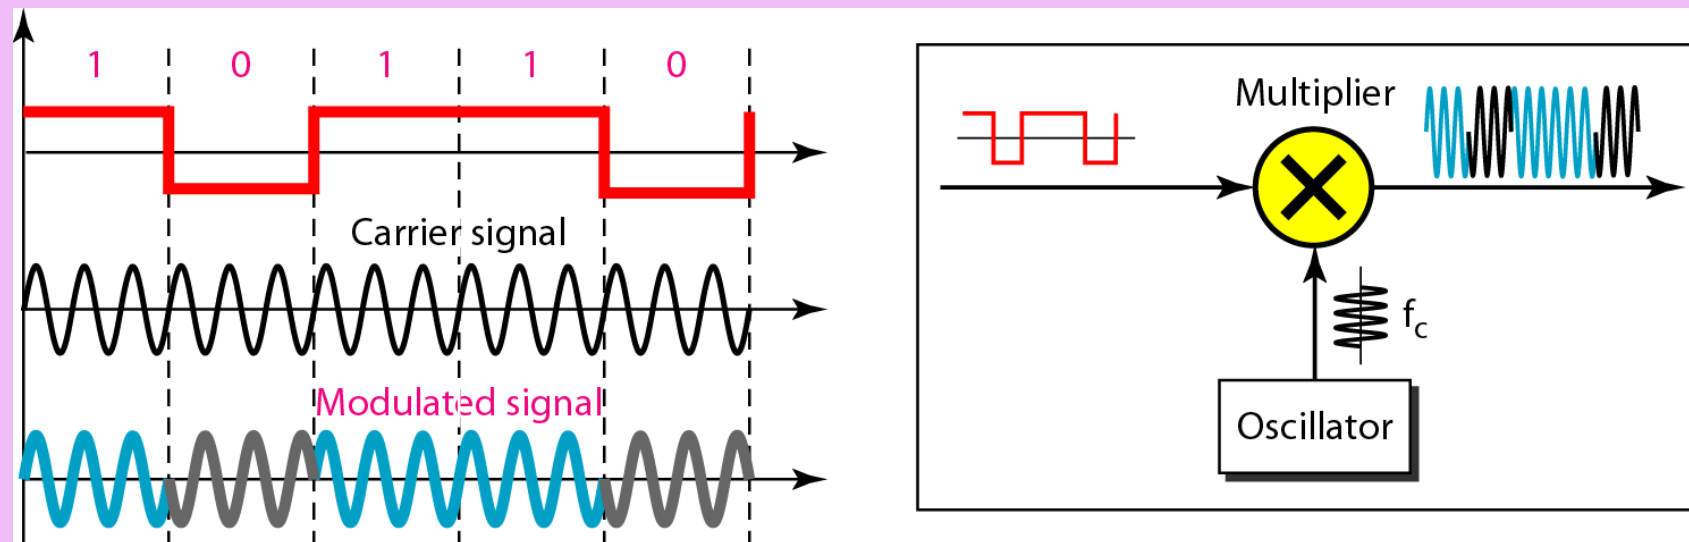 1 0 1 1 0
Carrier signal
Modulated signal
Multiplier
fc
Oscillator